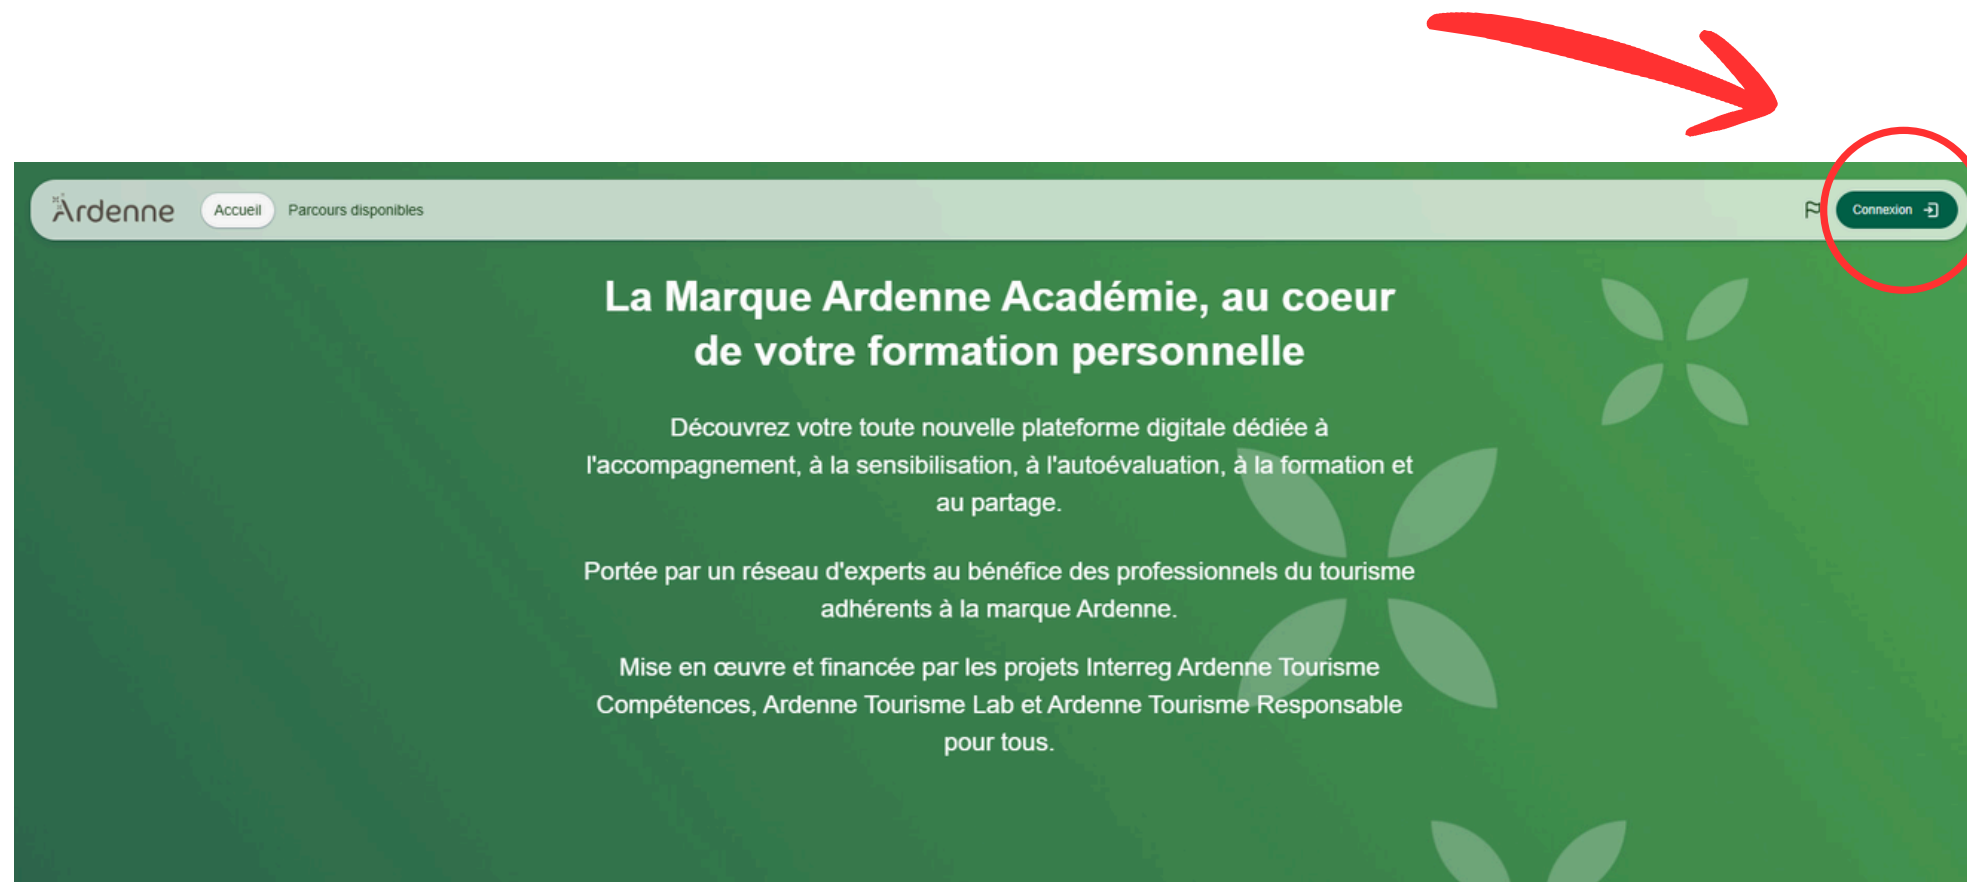 Ardenne
Accueil
Parcours disponibles
Connexion
La Marque Ardenne Académie, au coeur
de votre formation personnelle
Découvrez votre toute nouvelle plateforme digitale dédiée à
l'accompagnement, à la sensibilisation, à l'autoévaluation, à la formation et
au partage.
Portée par un réseau d'experts au bénéfice des professionnels du tourisme
adhérents à la marque Ardenne.
Mise en œuvre et financée par les projets Interreg Ardenne Tourisme
Compétences, Ardenne Tourisme Lab et Ardenne Tourisme Responsable
pour tous.